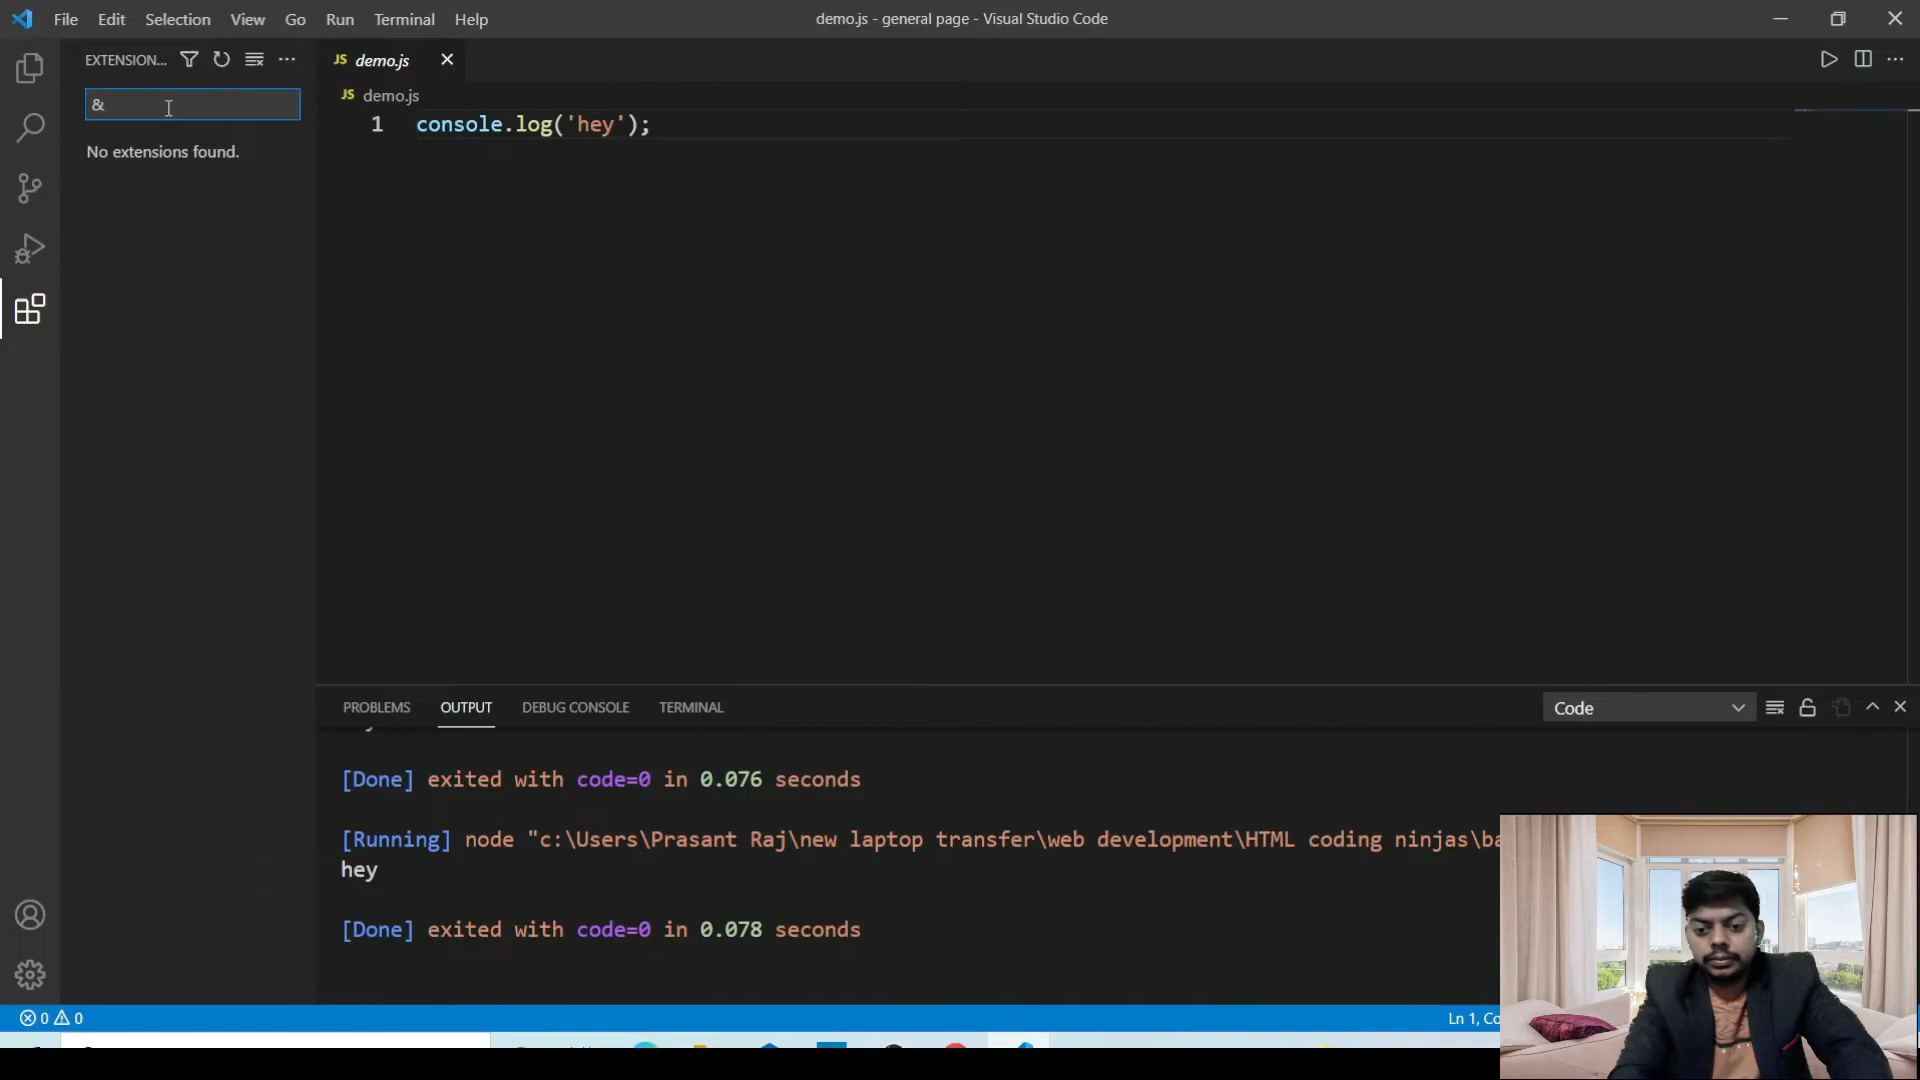 File Edit Selection View Go Run Terminal Help
demo.js - general page - Visual Studio Code
EXTENSION...
JS demo.js
&
JS demo.js
1 console.log('hey');
No extensions found.
PROBLEMS OUTPUT DEBUG CONSOLE TERMINAL
Code
[Done] exited with code=0 in 0.076 seconds
[Running] node "c:\Users\Prasant Raj\new laptop transfer\web development\HTML coding ninjas\ba
hey
[Done] exited with code=0 in 0.078 seconds
0 0
Ln 1, Co